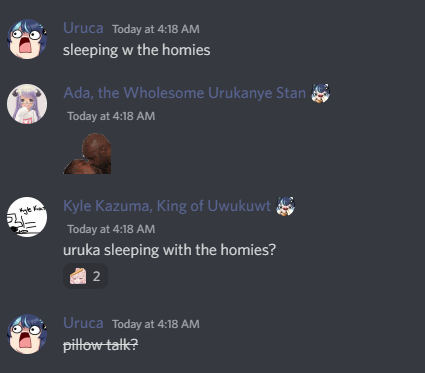 Uruca Today at 4:18 AM
sleeping w the homies
Ada, the Wholesome Urukanye Stan
Today at 4:18 AM
Kyle Kazuma, King of Uwukuwt
Today at 4:18 AM
uruka sleeping with the homies?
2
Uruca Today at 4:18 AM
pillow talk?